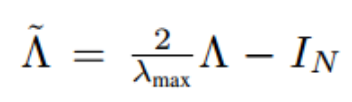 Λ̃ = 2/λ_max Λ − I_N